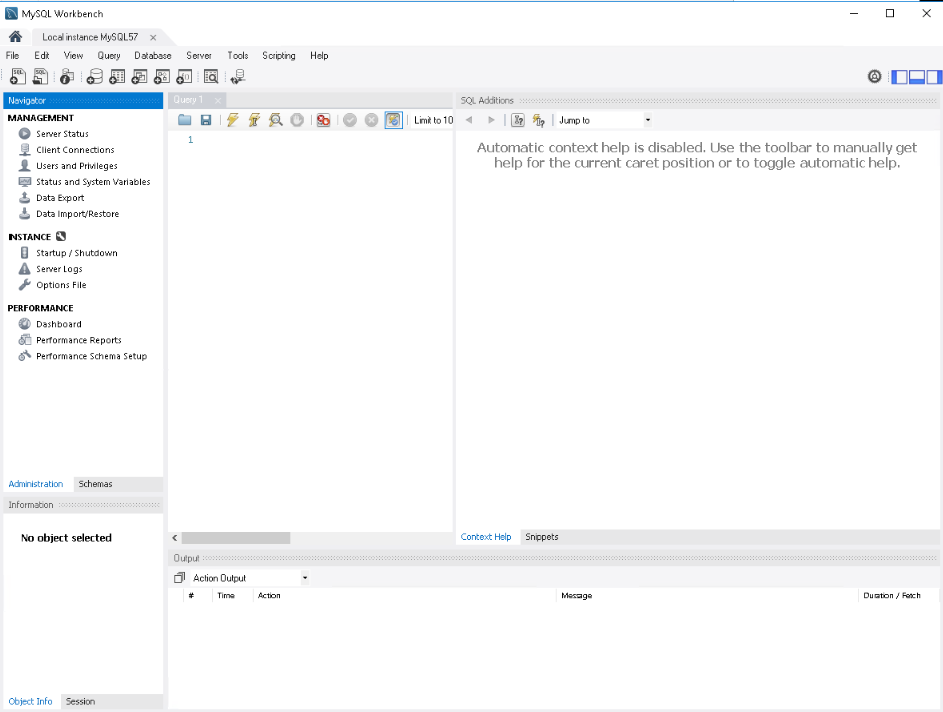 MySQL Workbench
Local instance MySQL57
File Edit View Query Database Server Tools Scripting Help
Navigator
MANAGEMENT
Server Status
Client Connections
Users and Privileges
Status and System Variables
Data Export
Data Import/Restore
INSTANCE
Startup / Shutdown
Server Logs
Options File
PERFORMANCE
Dashboard
Performance Reports
Performance Schema Setup
Administration Schemas
Information
No object selected
Object Info Session
Query 1
Limit to 10
1
SQL Additions
Jump to
Automatic context help is disabled. Use the toolbar to manually get
help for the current caret position or to toggle automatic help.
Context Help Snippets
Output
Action Output
# Time Action Message Duration / Fetch